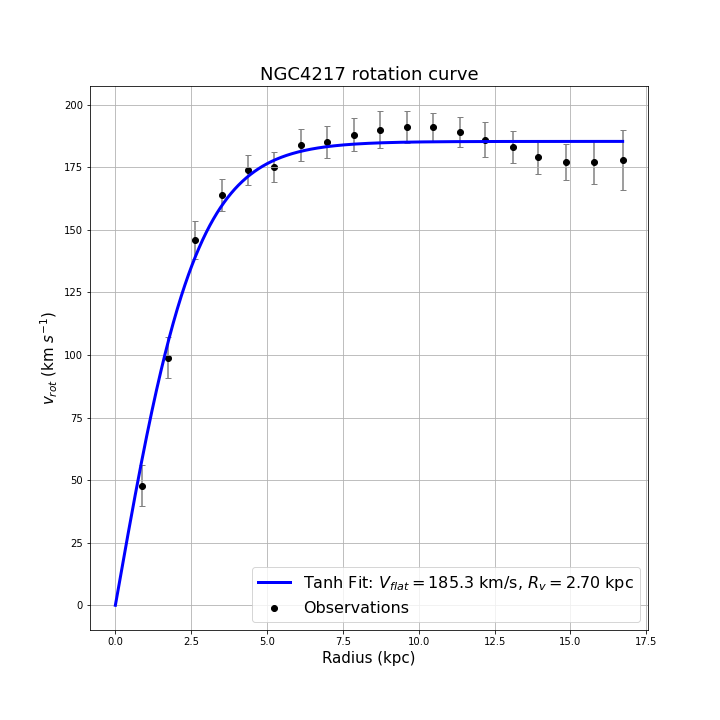 NGC4217 rotation curve
200
175
150
125
100
75
50
25
0
v_rot (km s⁻¹)
Tanh Fit: V_flat = 185.3 km/s, R_v = 2.70 kpc
Observations
0.0 2.5 5.0 7.5 10.0 12.5 15.0 17.5
Radius (kpc)